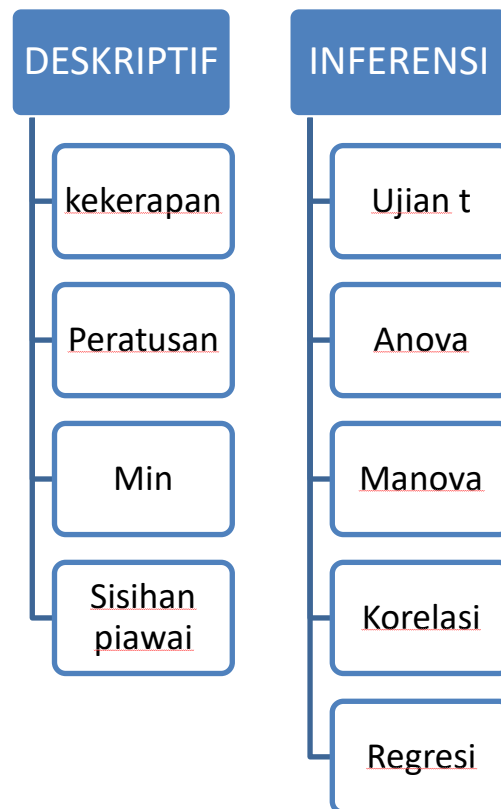 DESKRIPTIF
kekerapan
Peratusan
Min
Sisihan
piawai
INFERENSI
Ujian t
Anova
Manova
Korelasi
Regresi